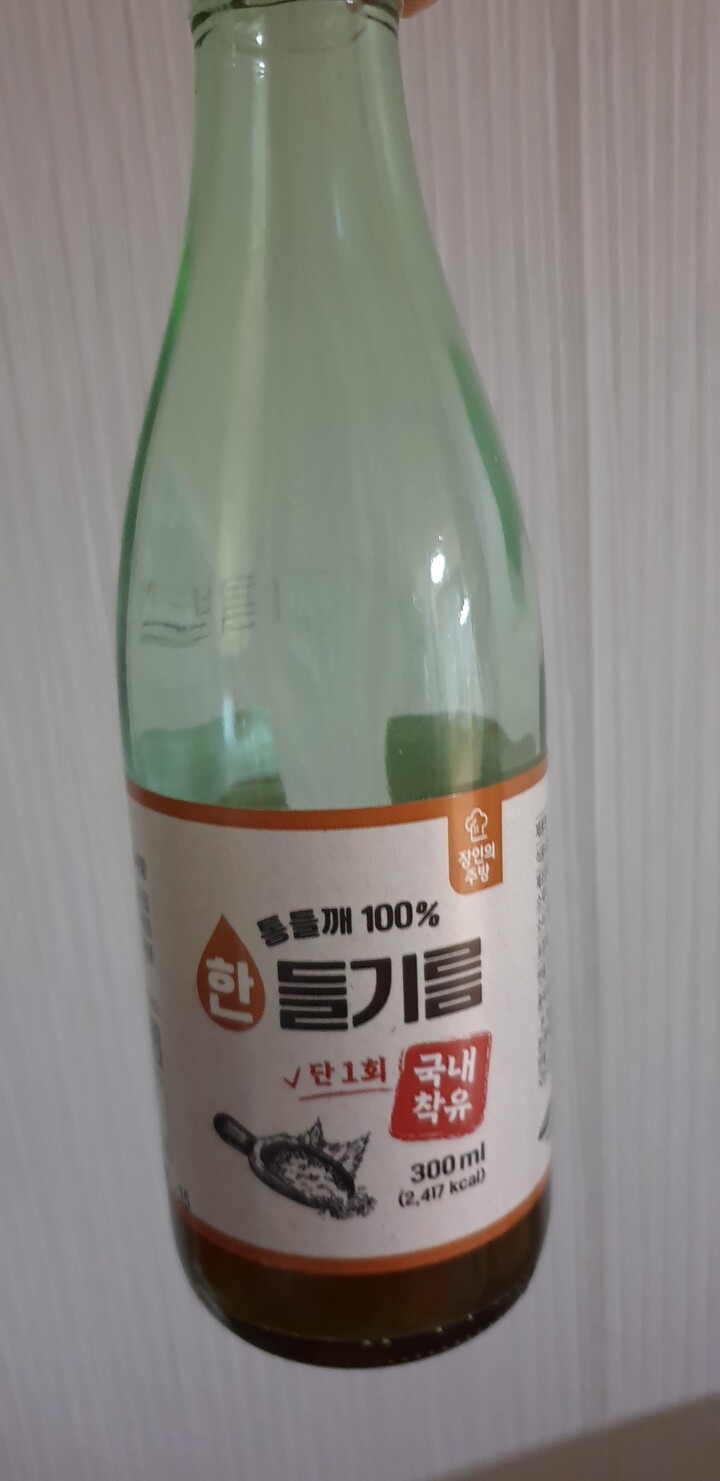 장인의
주방
통들깨 100%
한 들기름
✓단 1회
국내
착유
300ml
(2,417 kcal)